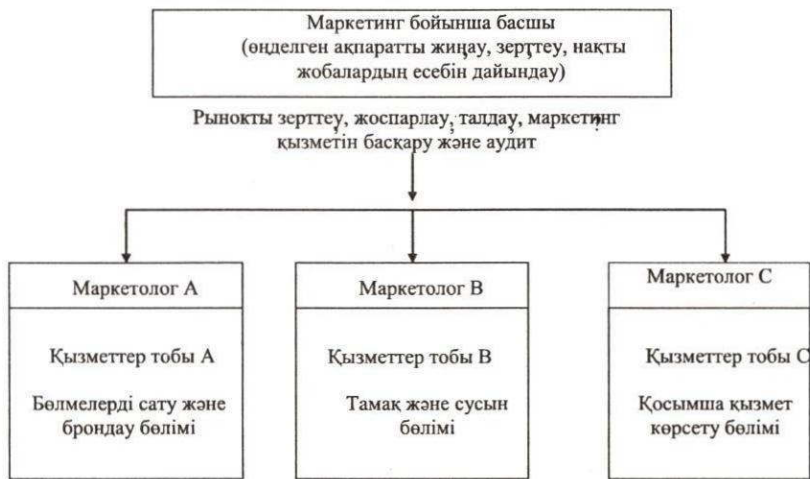 Маркетинг бойынша басшы
(өңделген ақпаратты жинау, зерттеу, нақты
жобалардың есебін дайындау)
Рынокты зерттеу, жоспарлау, талдау, маркетинг
қызметін басқару және аудит
Маркетолог А
Маркетолог В
Маркетолог С
Қызметтер тобы А
Қызметтер тобы В
Қызметтер тобы С
Бөлмелерді сату және
брондау бөлімі
Тамақ және сусын
бөлімі
Қосымша қызмет
көрсету бөлімі